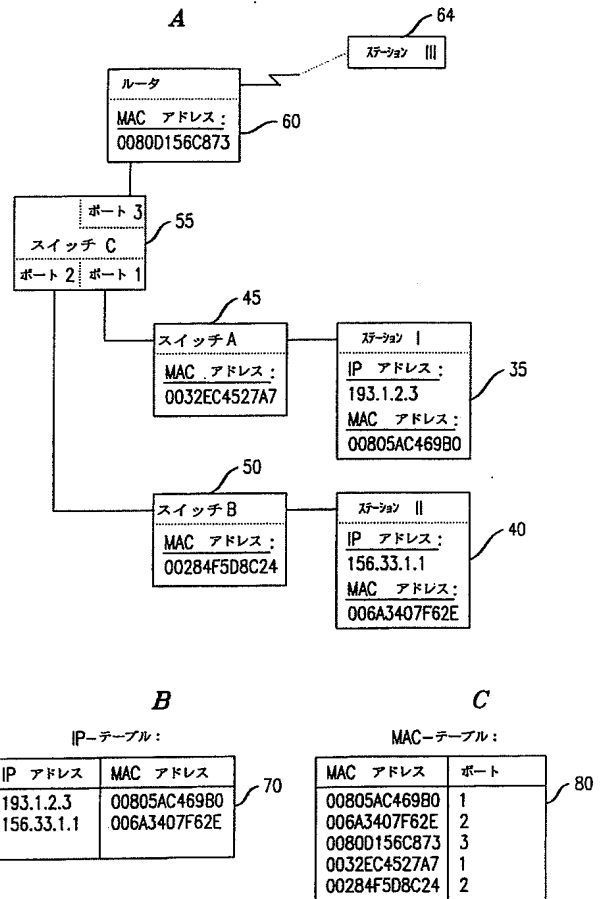 A
64
ステーション III
ルータ
MAC アドレス :
0080D156C873
60
ポート 3
スイッチ C
ポート 2 ポート 1
55
45
スイッチ A
MAC アドレス :
0032EC4527A7
ステーション I
IP アドレス :
193.1.2.3
MAC アドレス :
00805AC469B0
35
50
スイッチ B
MAC アドレス :
00284F5D8C24
ステーション II
IP アドレス :
156.33.1.1
MAC アドレス :
006A3407F62E
40
B
IP-テーブル :
IP アドレス MAC アドレス
193.1.2.3 00805AC469B0
156.33.1.1 006A3407F62E
70
C
MAC-テーブル :
MAC アドレス ポート
00805AC469B0 1
006A3407F62E 2
0080D156C873 3
0032EC4527A7 1
00284F5D8C24 2
80